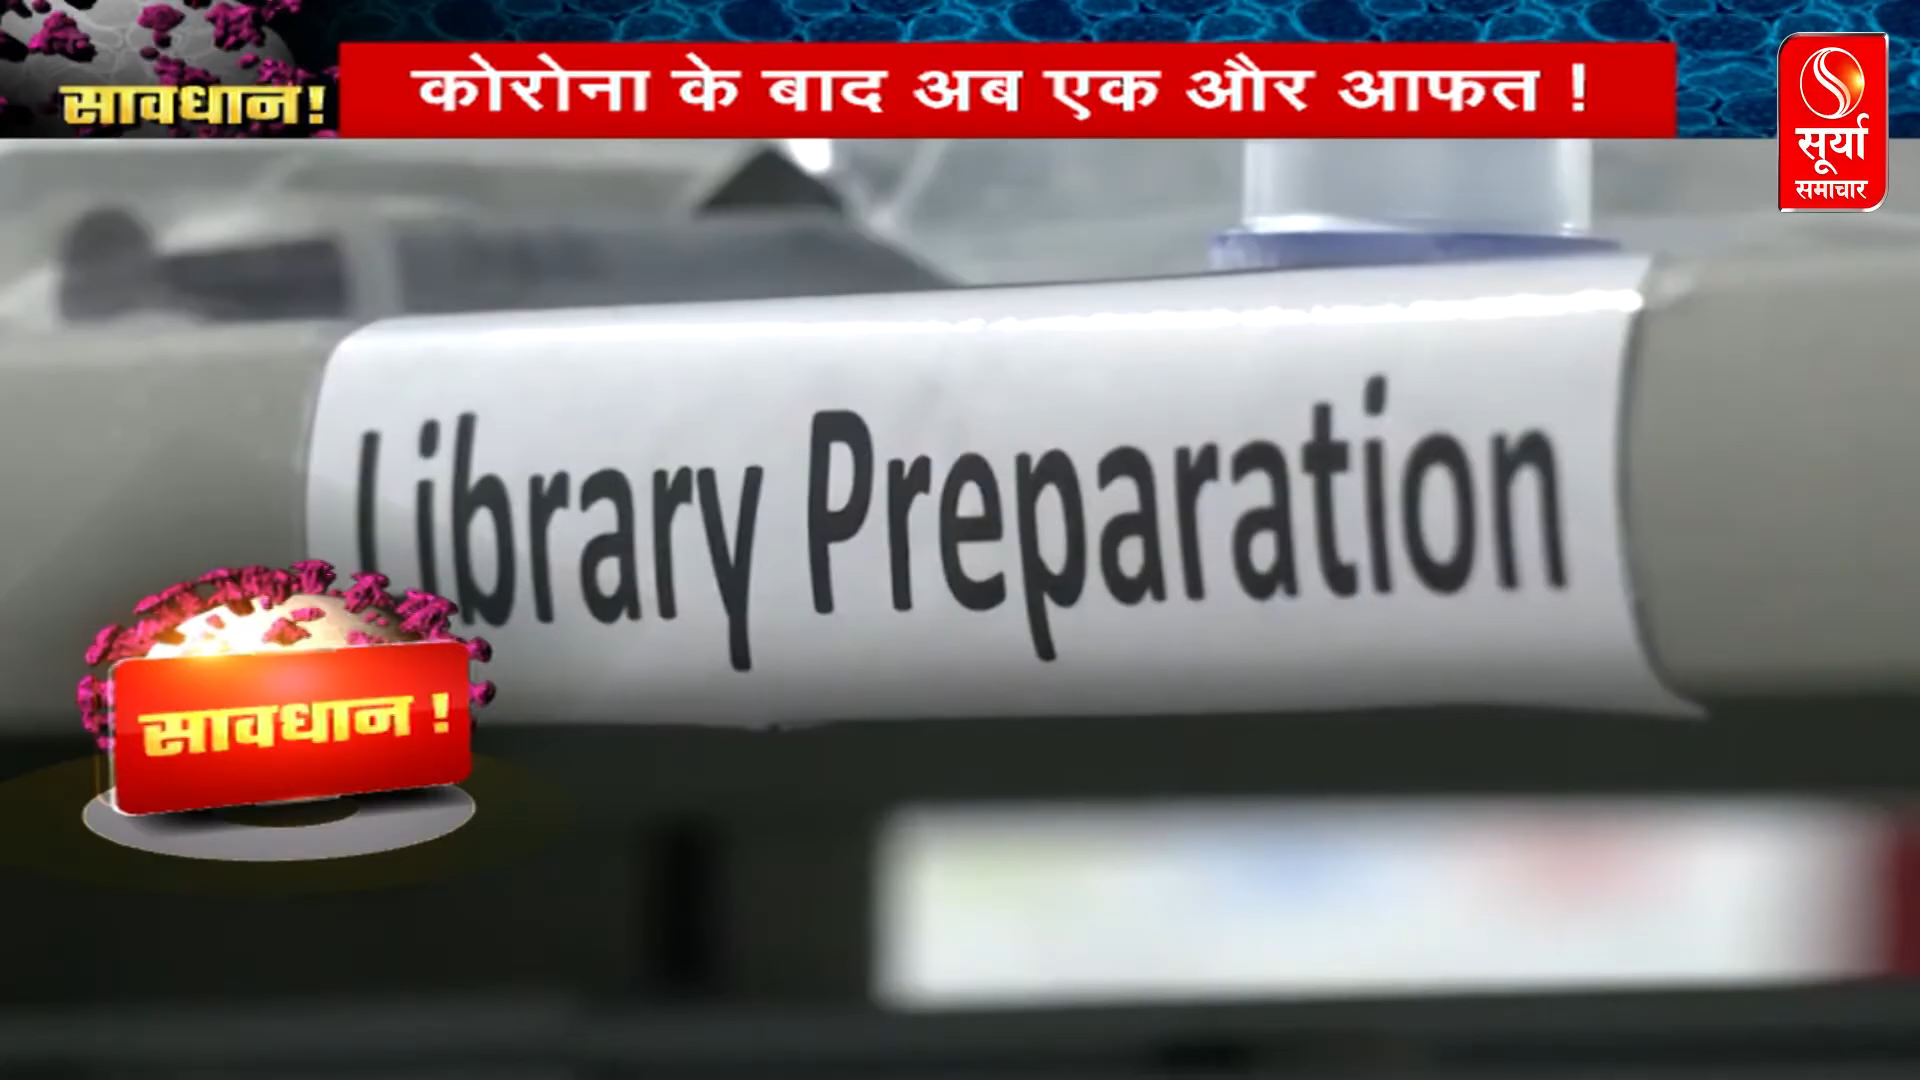 सावधान!
कोरोना के बाद अब एक और आफत !
सूर्या
समाचार
Library Preparation
सावधान !